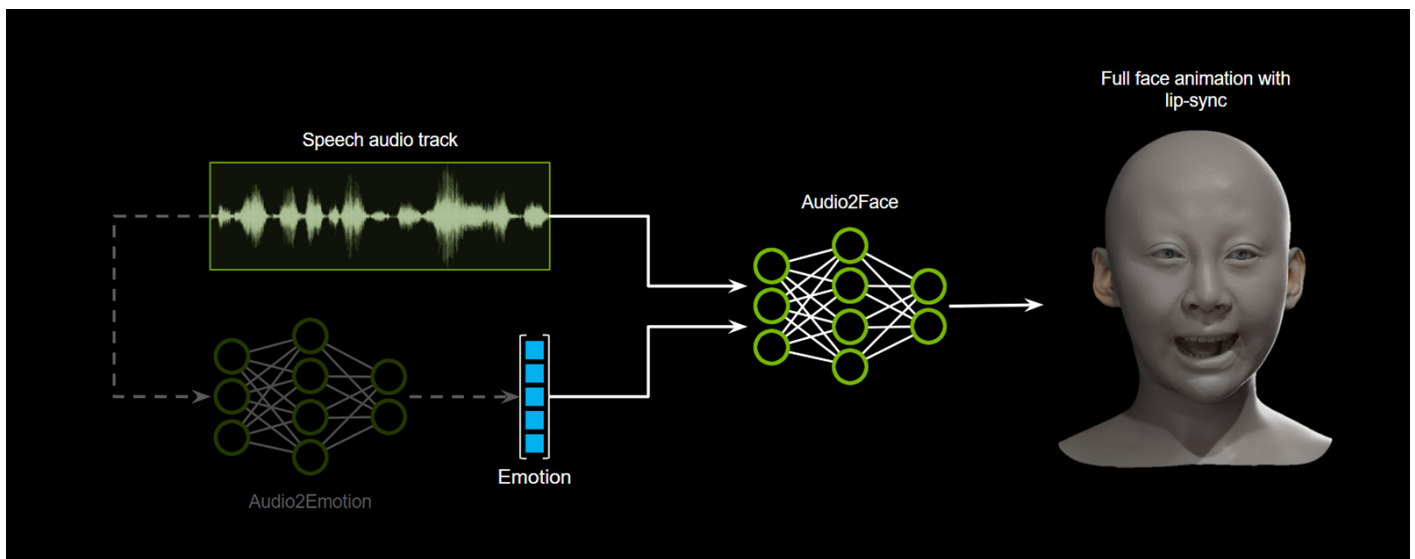 Full face animation with
lip-sync
Speech audio track
Audio2Face
Emotion
Audio2Emotion